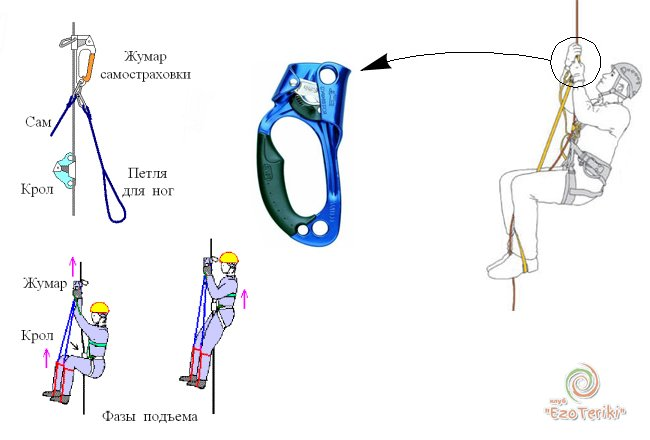 Жумар
самостраховки
Сам
Крол
Петля
для ног
Жумар
Крол
Фазы подъема
клуб
"EzoTeriki"